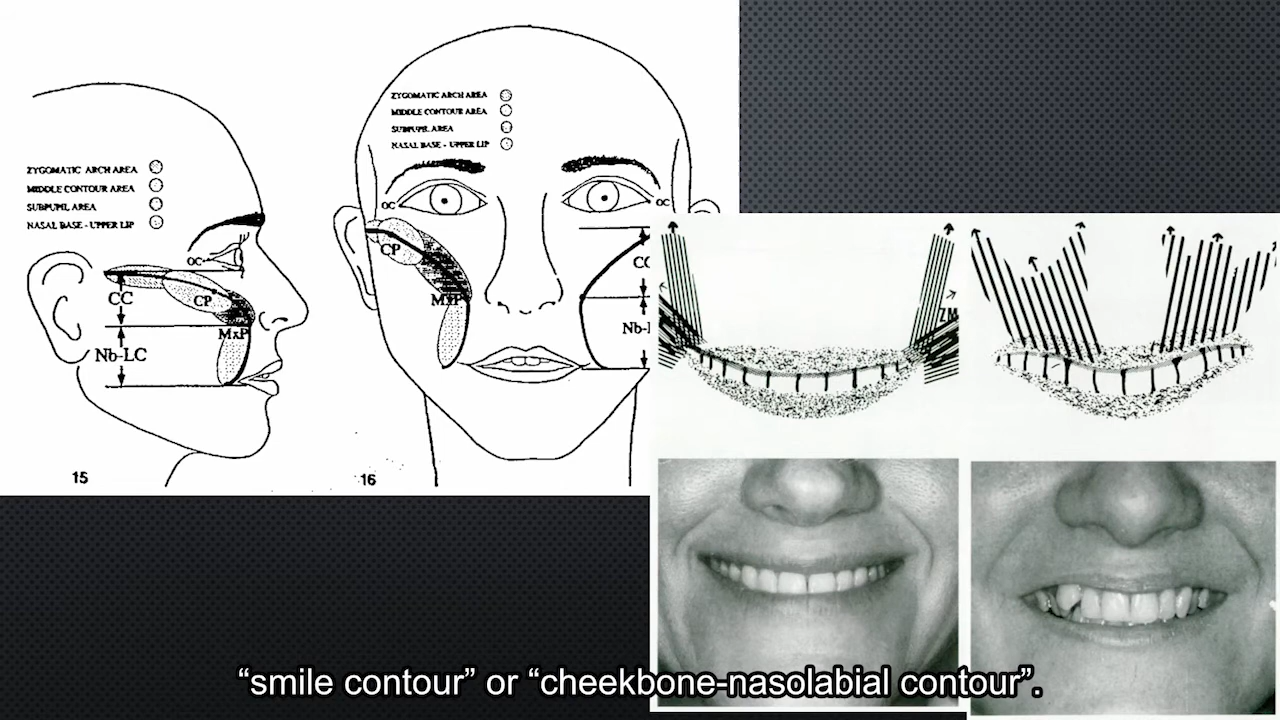 ZYGOMATIC ARCH AREA
MIDDLE CONTOUR AREA
SUBPUPIL AREA
NASAL BASE - UPPER LIP
OC
CC
CP
MxP
Nb-LC
15
ZYGOMATIC ARCH AREA
MIDDLE CONTOUR AREA
SUBPUPIL AREA
NASAL BASE - UPPER LIP
OC
OC
CP
MxP
16
ZM
“smile contour” or “cheekbone-nasolabial contour”.